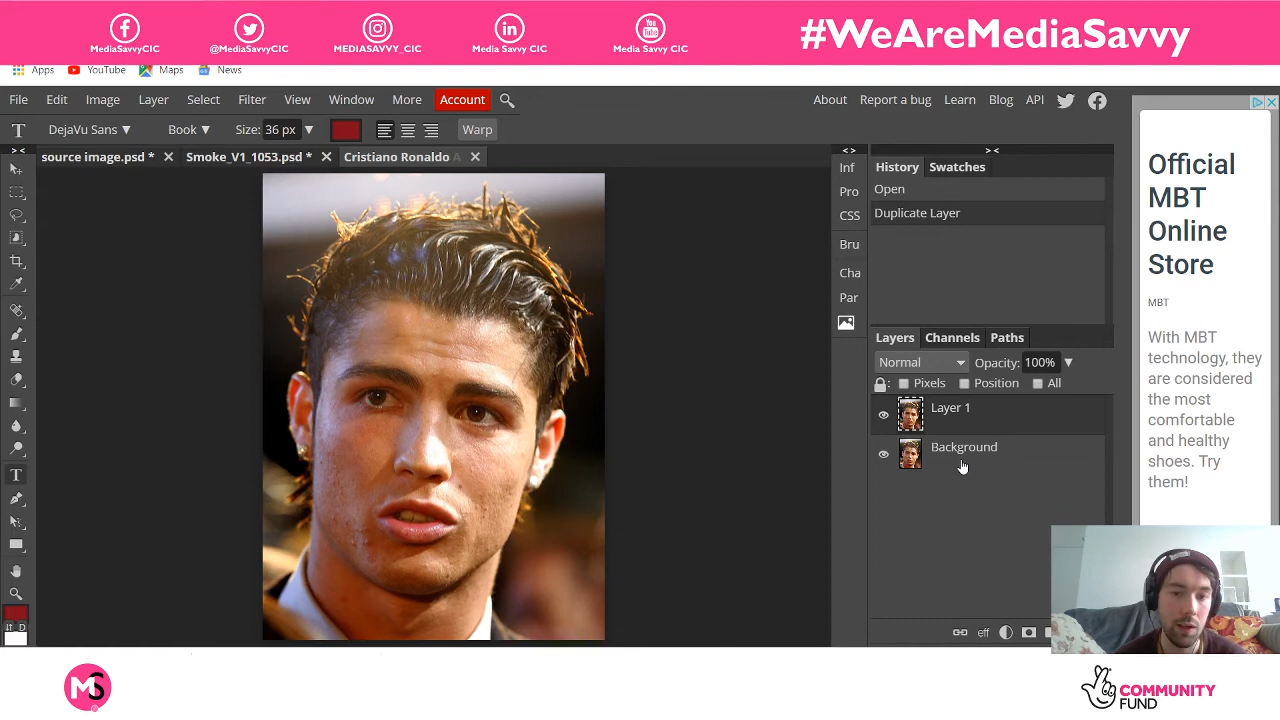 MediaSavvyCIC
@MediaSavvyCIC
MEDIASAVVY_CIC
Media Savvy CIC
You Tube
Media Savvy CIC
#WeAreMediaSavvy
Apps YouTube Maps News
File Edit Image Layer Select Filter View Window More Account
About Report a bug Learn Blog API
T DejaVu Sans Book Size: 36 px Warp
source image.psd * Smoke_V1_1053.psd * Cristiano Ronaldo A
> < < > > <
Inf
Pro
CSS
Bru
Cha
Par
History Swatches
Open
Duplicate Layer
Layers Channels Paths
Normal Opacity: 100%
Pixels Position All
Layer 1
Background
eff
T
D
Official
MBT
Online
Store
MBT
With MBT
technology, they
are considered
the most
comfortable
and healthy
shoes. Try
them!
MS
COMMUNITY
FUND